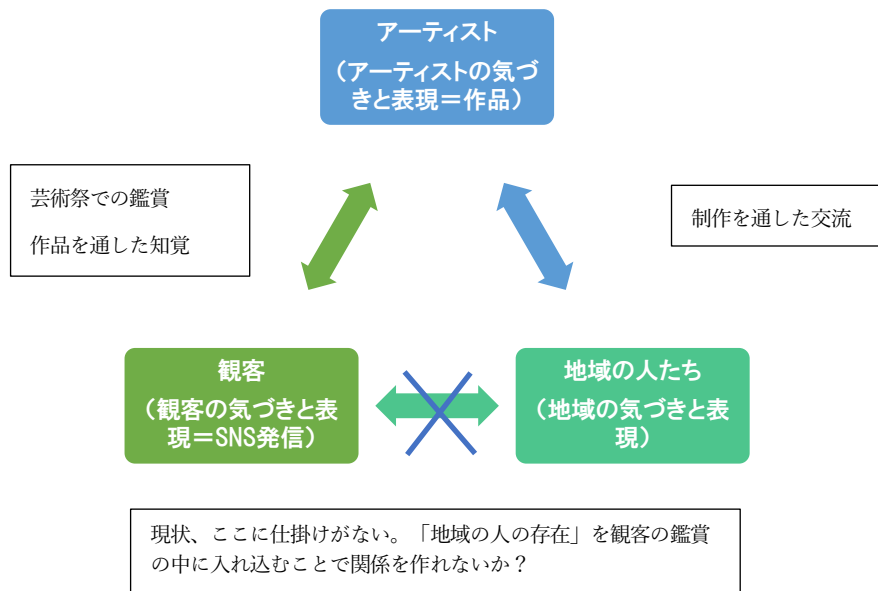 アーティスト
（アーティストの気づ
きと表現＝作品）
芸術祭での鑑賞
作品を通した知覚
制作を通した交流
観客
（観客の気づきと表
現＝SNS発信）
地域の人たち
（地域の気づきと表
現）
現状、ここに仕掛けがない。「地域の人の存在」を観客の鑑賞
の中に入れ込むことで関係を作れないか？